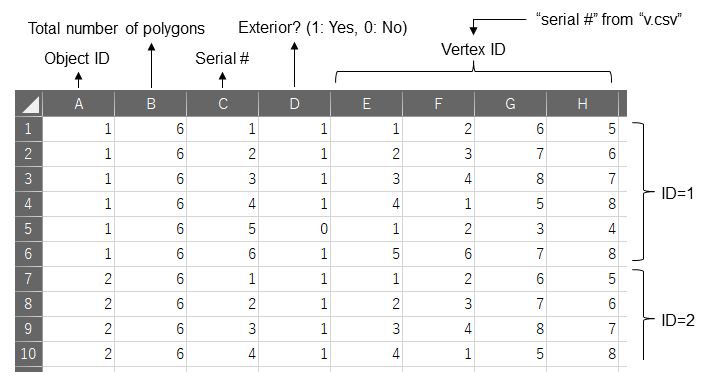 “serial #” from “v.csv”
Total number of polygons
Exterior? (1: Yes, 0: No)
Object ID
Serial #
Vertex ID
A B C D E F G H
1 1 6 1 1 1 2 6 5
2 1 6 2 1 2 3 7 6
3 1 6 3 1 3 4 8 7
4 1 6 4 1 4 1 5 8
5 1 6 5 0 1 2 3 4
6 1 6 6 1 5 6 7 8
ID=1
7 2 6 1 1 1 2 6 5
8 2 6 2 1 2 3 7 6
9 2 6 3 1 3 4 8 7
10 2 6 4 1 4 1 5 8
ID=2